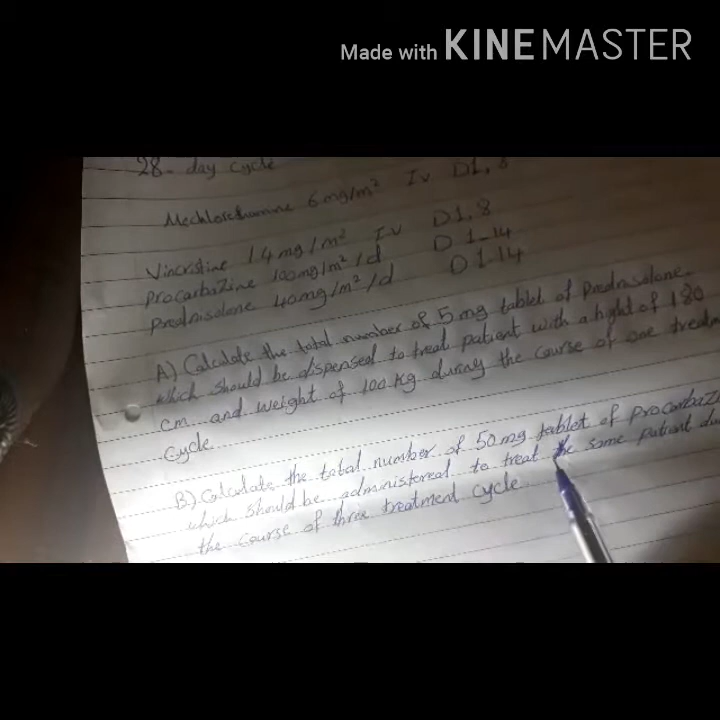 Made with KINEMASTER
28- day cycle
Mechlorethamine 6 mg/m² Iv D1, 8
Vincristine 1.4 mg/m² I.V D1, 8
procarbazine 100mg/m²/d D 1-14
prednisolone 40mg/m²/d D 1-14
A) Calculate the total number of 5 mg tablet of Prednisolone
which should be dispensed to treat patient with a hight of 180
cm and weight of 100 kg during the course of one
cycle
B) Calculate the total number of 50 mg tablet of
which should be administered to treat the same patient
the course of three treatment cycle